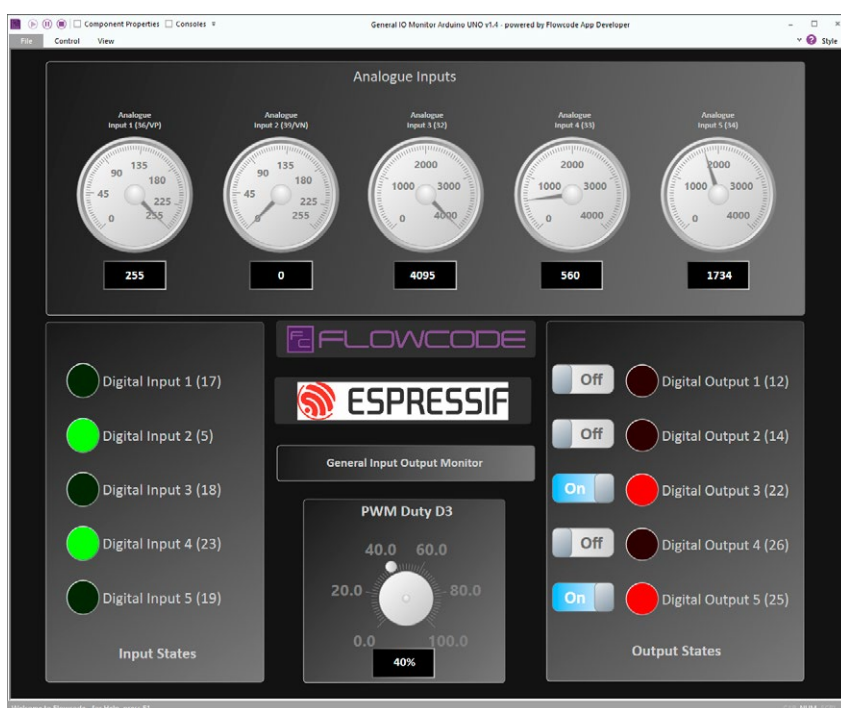 Component Properties Consoles
General IO Monitor Arduino UNO v1.4 - powered by Flowcode App Developer
File Control View
Style
Analogue Inputs
Analogue
Input 1 (36/VP)
Analogue
Input 2 (39/VN)
Analogue
Input 3 (32)
Analogue
Input 4 (33)
Analogue
Input 5 (34)
0 45 90 135 180 225 255
0 45 90 135 180 225 255
0 1000 2000 3000 4000
0 1000 2000 3000 4000
0 1000 2000 3000 4000
255
0
4095
560
1734
Digital Input 1 (17)
Digital Input 2 (5)
Digital Input 3 (18)
Digital Input 4 (23)
Digital Input 5 (19)
Input States
FC FLOWCODE
ESPRESSIF
General Input Output Monitor
PWM Duty D3
0.0 20.0 40.0 60.0 80.0 100.0
40%
Off Digital Output 1 (12)
Off Digital Output 2 (14)
On Digital Output 3 (22)
Off Digital Output 4 (26)
On Digital Output 5 (25)
Output States